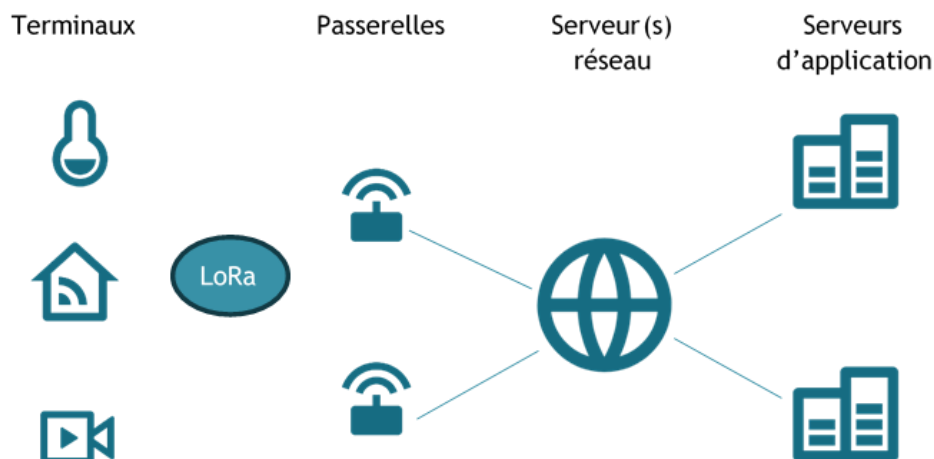 Terminaux
Passerelles
Serveur(s)
réseau
Serveurs
d'application
LoRa